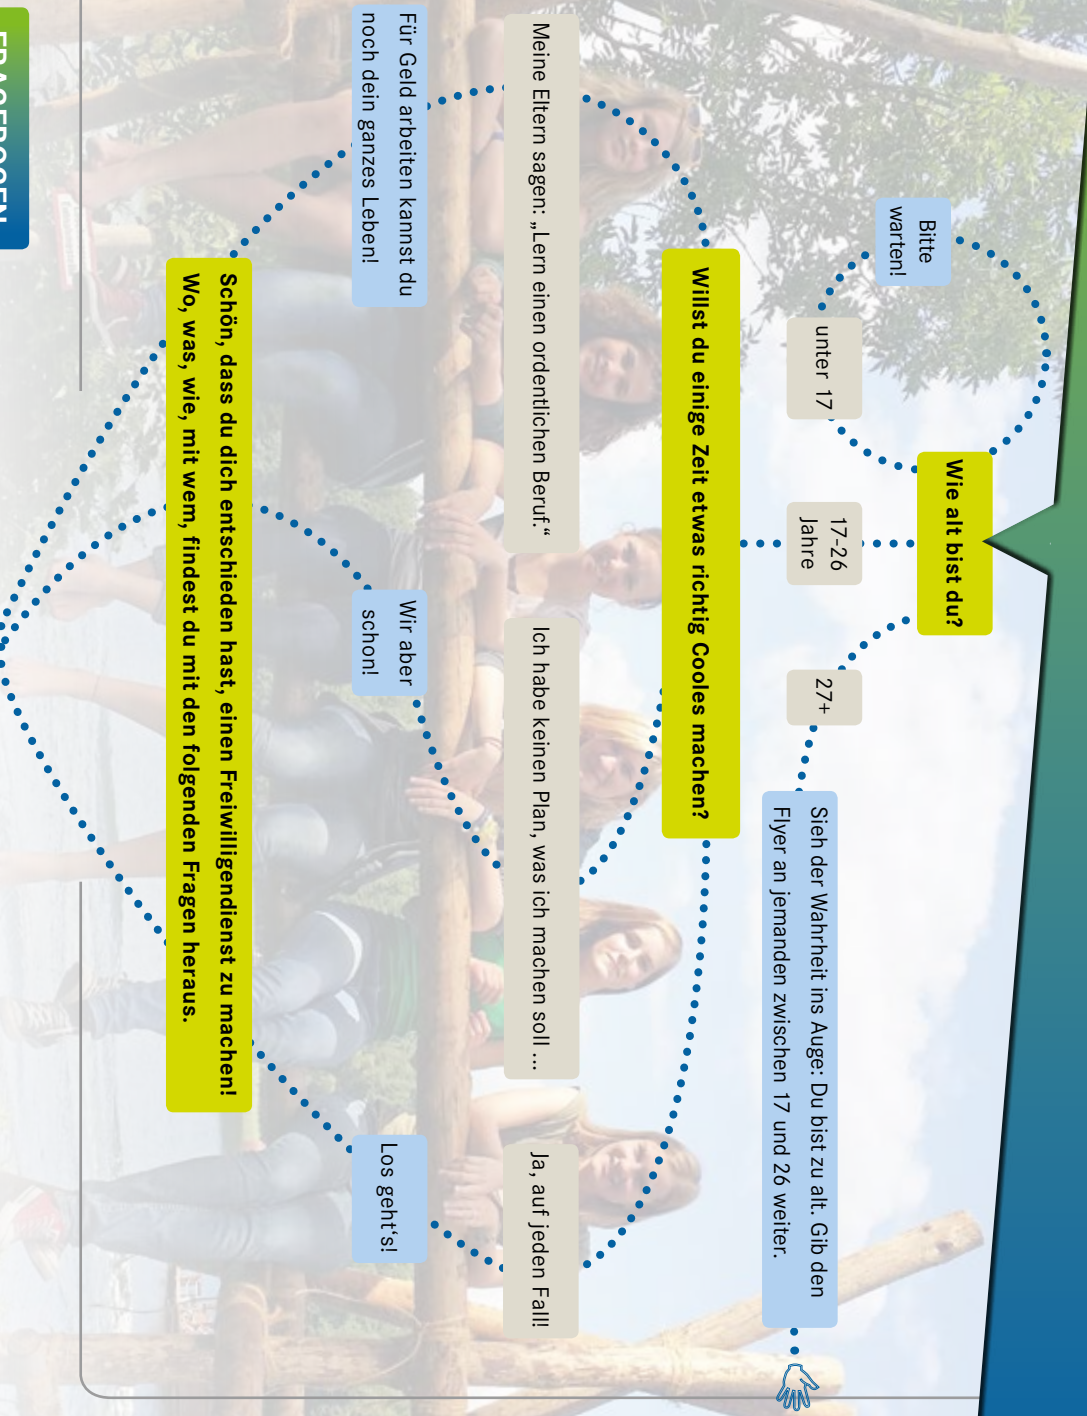 Wie alt bist du?
Bitte
warten!
unter 17
17-26
Jahre
27+
Sieh der Wahrheit ins Auge: Du bist zu alt. Gib den
Flyer an jemanden zwischen 17 und 26 weiter.
Willst du einige Zeit etwas richtig Cooles machen?
Meine Eltern sagen: „Lern einen ordentlichen Beruf.“
Ich habe keinen Plan, was ich machen soll ...
Ja, auf jeden Fall!
Für Geld arbeiten kannst du
noch dein ganzes Leben!
Wir aber
schon!
Los geht‘s!
Schön, dass du dich entschieden hast, einen Freiwilligendienst zu machen!
Wo, was, wie, mit wem, findest du mit den folgenden Fragen heraus.
FRAGEBOGEN